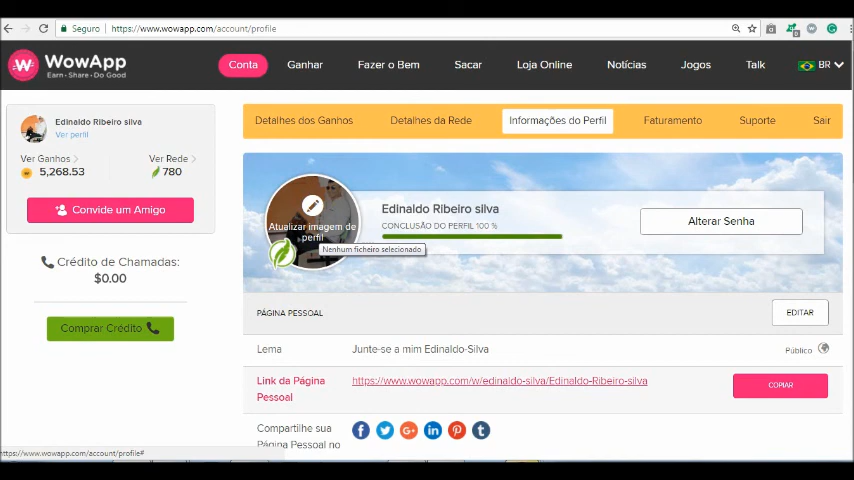 Seguro
https://www.wowapp.com/account/profile
WowApp
Earn • Share • Do Good
Conta
Ganhar
Fazer o Bem
Sacar
Loja Online
Notícias
Jogos
Talk
BR
Edinaldo Ribeiro silva
Ver perfil
Ver Ganhos
Ver Rede
5,268.53
780
Convide um Amigo
Crédito de Chamadas:
$0.00
Comprar Crédito
Detalhes dos Ganhos
Detalhes da Rede
Informações do Perfil
Faturamento
Suporte
Sair
Atualizar imagem de
perfil
Nenhum ficheiro selecionado
Edinaldo Ribeiro silva
CONCLUSÃO DO PERFIL 100 %
Alterar Senha
PÁGINA PESSOAL
EDITAR
Lema
Junte-se a mim Edinaldo-Silva
Público
Link da Página
Pessoal
https://www.wowapp.com/w/edinaldo-silva/Edinaldo-Ribeiro-silva
COPIAR
Compartilhe sua
Página Pessoal no
https://www.wowapp.com/account/profile#